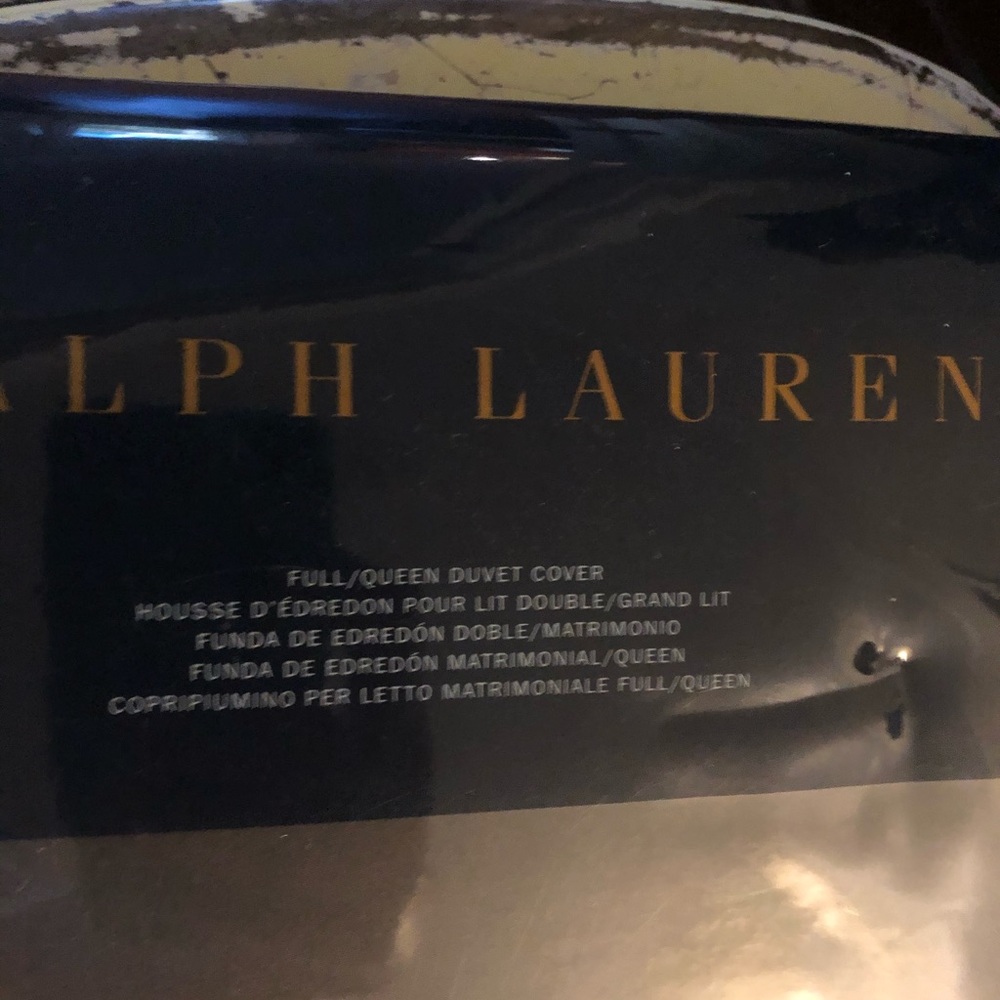 ALPH LAUREN
FULL/QUEEN DUVET COVER
HOUSSE D'ÉDREDON POUR LIT DOUBLE/GRAND LIT
FUNDA DE EDREDÓN DOBLE/MATRIMONIO
FUNDA DE EDREDÓN MATRIMONIAL/QUEEN
COPRIPIUMINO PER LETTO MATRIMONIALE FULL/QUEEN